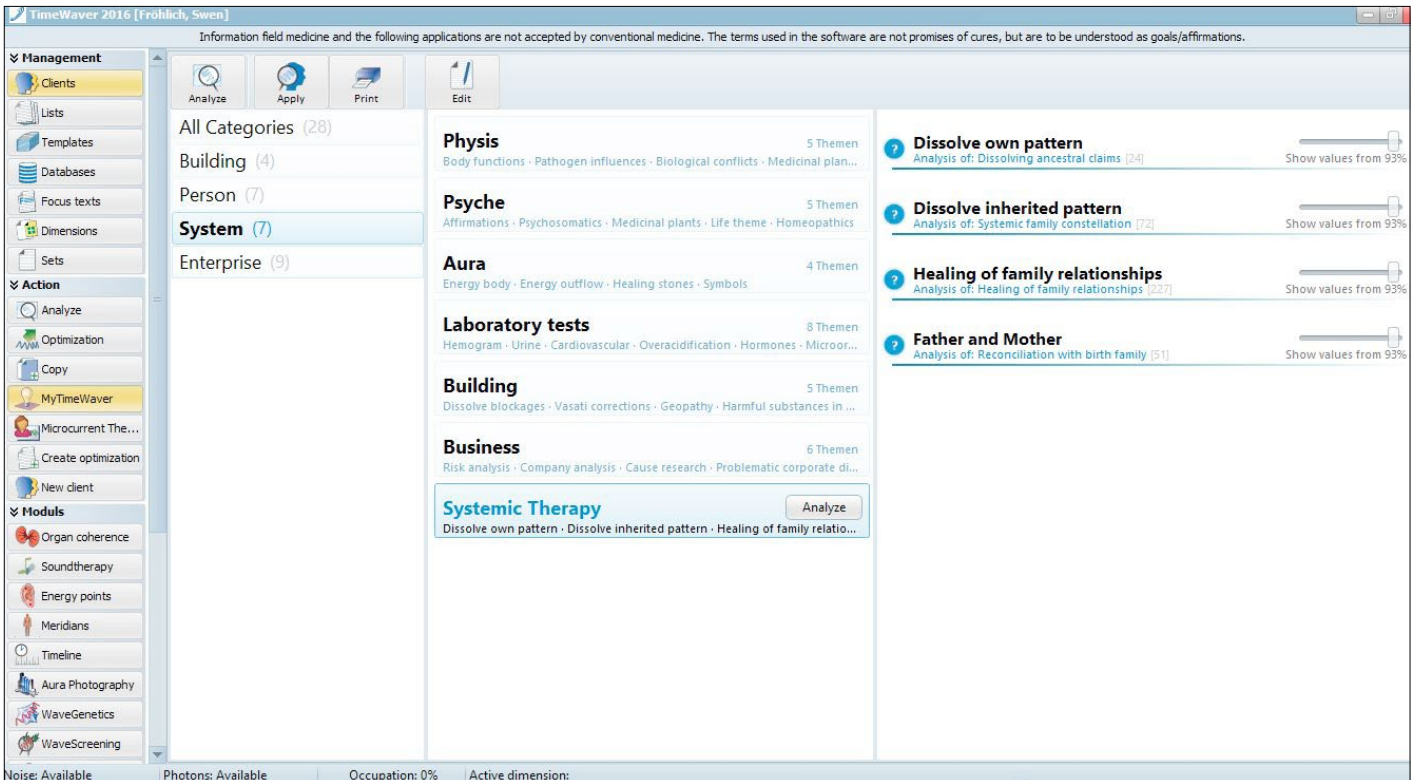 TimeWaver 2016 [Fröhlich, Swen]
Information field medicine and the following applications are not accepted by conventional medicine. The terms used in the software are not promises of cures, but are to be understood as goals/affirmations.
Management
Clients
Lists
Templates
Databases
Focus texts
Dimensions
Sets
Action
Analyze
Optimization
Copy
MyTimeWaver
Microcurrent The...
Create optimization
New client
Moduls
Organ coherence
Soundtherapy
Energy points
Meridians
Timeline
Aura Photography
WaveGenetics
WaveScreening
Analyze
Apply
Print
Edit
All Categories (28)
Building (4)
Person (7)
System (7)
Enterprise (9)
Physis
5 Themen
Body functions · Pathogen influences · Biological conflicts · Medicinal plan...
Psyche
5 Themen
Affirmations · Psychosomatics · Medicinal plants · Life theme · Homeopathics
Aura
4 Themen
Energy body · Energy outflow · Healing stones · Symbols
Laboratory tests
8 Themen
Hemogram · Urine · Cardiovascular · Overacidification · Hormones · Microor...
Building
5 Themen
Dissolve blockages · Vasati corrections · Geopathy · Harmful substances in ...
Business
6 Themen
Risk analysis · Company analysis · Cause research · Problematic corporate di...
Systemic Therapy
Analyze
Dissolve own pattern · Dissolve inherited pattern · Healing of family relatio...
? Dissolve own pattern
Analysis of: Dissolving ancestral claims [24]
Show values from 93%
? Dissolve inherited pattern
Analysis of: Systemic family constellation [72]
Show values from 93%
? Healing of family relationships
Analysis of: Healing of family relationships [227]
Show values from 93%
? Father and Mother
Analysis of: Reconciliation with birth family [51]
Show values from 93%
Noise: Available
Photons: Available
Occupation: 0%
Active dimension: